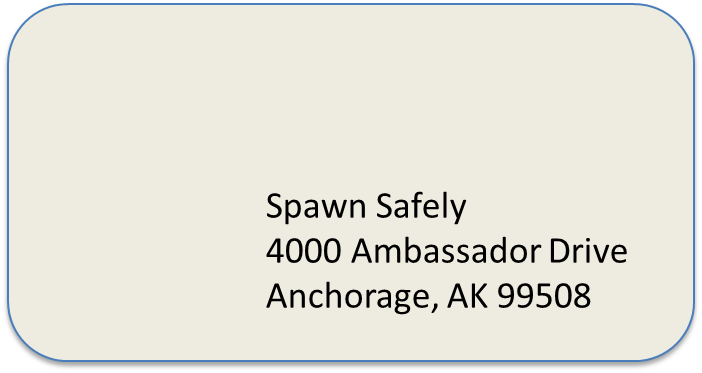 Spawn Safely
4000 Ambassador Drive
Anchorage, AK 99508